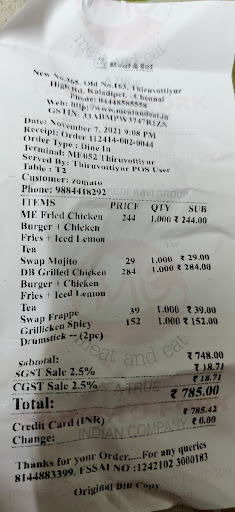 Meat & Eat
New No.365, Old No.163, Thiruvottiyur
High Rd, Kaladipet, , Chennai
Phone: 04448585558
Web: http://www.meatandeat.in
GSTIN: 33ABMPW1747R1ZN
Date: November 7, 2021 9:08 PM
Receipt: Order 112414-002-0044
Order Type : Dine In
Terminal: ME052 Thiruvottiyur
Served By: Thiruvottiyur POS User
Table : T2
Customer: zomato
Phone: 9884418292
ITEMS PRICE QTY SUB
ME Fried Chicken 244 1.000 ₹ 244.00
Burger + Chicken
Fries + Iced Lemon
Tea
Swap Mojito 29 1.000 ₹ 29.00
DB Grilled Chicken 284 1.000 ₹ 284.00
Burger + Chicken
Fries + Iced Lemon
Tea
Swap Frappe 39 1.000 ₹ 39.00
Grillicken Spicy 152 1.000 ₹ 152.00
Drumstick -- (2pc)
Subtotal: ₹ 748.00
SGST Sale 2.5% ₹ 18.71
CGST Sale 2.5% ₹ 18.71
Total: ₹ 785.00
Credit Card (INR) ₹ 785.42
Change: ₹ 0.00
Thanks for your Order.....For any queries
8144883399. FSSAI NO :1242102 3000183
Original Bill Copy